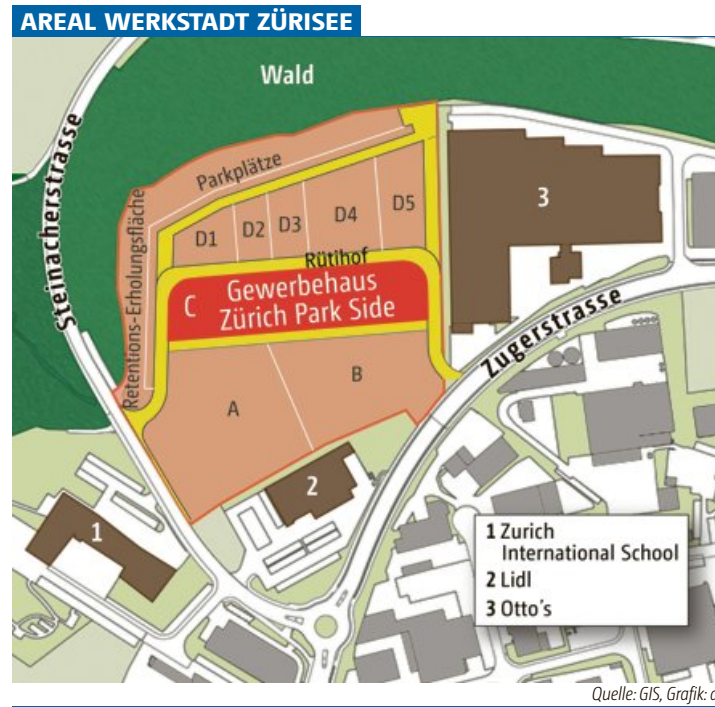 AREAL WERKSTADT ZÜRISEE
Wald
Steinacherstrasse
Parkplätze
Retentions-Erholungsfläche
D1
D2
D3
D4
D5
3
Rütihof
C
Gewerbehaus
Zürich Park Side
Zugerstrasse
A
B
2
1
1 Zurich
International School
2 Lidl
3 Otto´s
Quelle: GIS, Grafik: